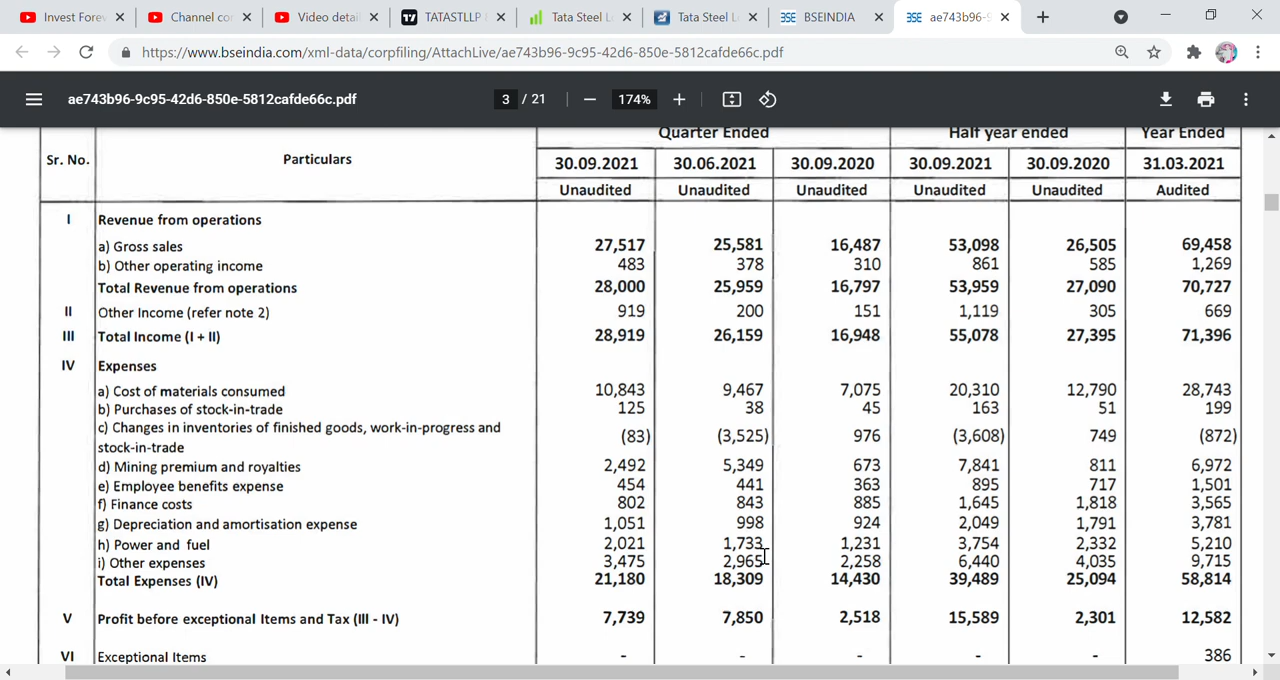 Invest Forev
Channel co
Video detai
TATASTLLP
Tata Steel L
Tata Steel L
BSEINDIA
ae743b96-9
https://www.bseindia.com/xml-data/corpfiling/AttachLive/ae743b96-9c95-42d6-850e-5812cafde66c.pdf
ae743b96-9c95-42d6-850e-5812cafde66c.pdf 3 / 21 174%
Quarter Ended Half year ended Year Ended
Sr. No. Particulars 30.09.2021 30.06.2021 30.09.2020 30.09.2021 30.09.2020 31.03.2021
Unaudited Unaudited Unaudited Unaudited Unaudited Audited
I Revenue from operations
a) Gross sales 27,517 25,581 16,487 53,098 26,505 69,458
b) Other operating income 483 378 310 861 585 1,269
Total Revenue from operations 28,000 25,959 16,797 53,959 27,090 70,727
II Other Income (refer note 2) 919 200 151 1,119 305 669
III Total Income (I + II) 28,919 26,159 16,948 55,078 27,395 71,396
IV Expenses
a) Cost of materials consumed 10,843 9,467 7,075 20,310 12,790 28,743
b) Purchases of stock-in-trade 125 38 45 163 51 199
c) Changes in inventories of finished goods, work-in-progress and
stock-in-trade (83) (3,525) 976 (3,608) 749 (872)
d) Mining premium and royalties 2,492 5,349 673 7,841 811 6,972
e) Employee benefits expense 454 441 363 895 717 1,501
f) Finance costs 802 843 885 1,645 1,818 3,565
g) Depreciation and amortisation expense 1,051 998 924 2,049 1,791 3,781
h) Power and fuel 2,021 1,733 1,231 3,754 2,332 5,210
i) Other expenses 3,475 2,965 2,258 6,440 4,035 9,715
Total Expenses (IV) 21,180 18,309 14,430 39,489 25,094 58,814
V Profit before exceptional Items and Tax (III - IV) 7,739 7,850 2,518 15,589 2,301 12,582
VI Exceptional Items - - - - - 386